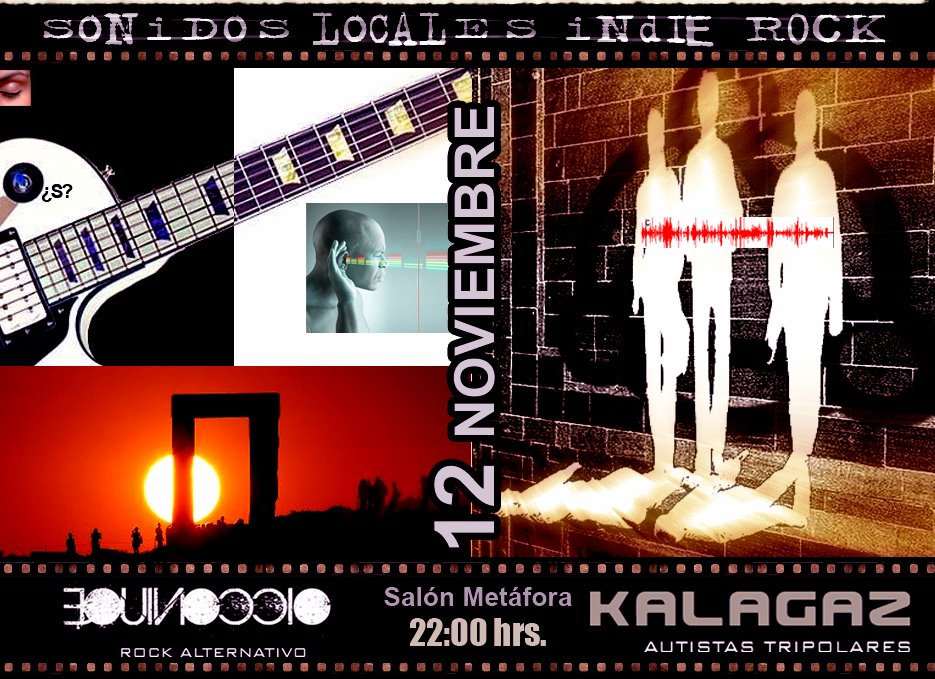 SONIDOS LOCALES INDIE ROCK
¿S?
12 NOVIEMBRE
EQUINOCCIO
ROCK ALTERNATIVO
Salón Metáfora
22:00 hrs.
KALAGAZ
AUTISTAS TRIPOLARES